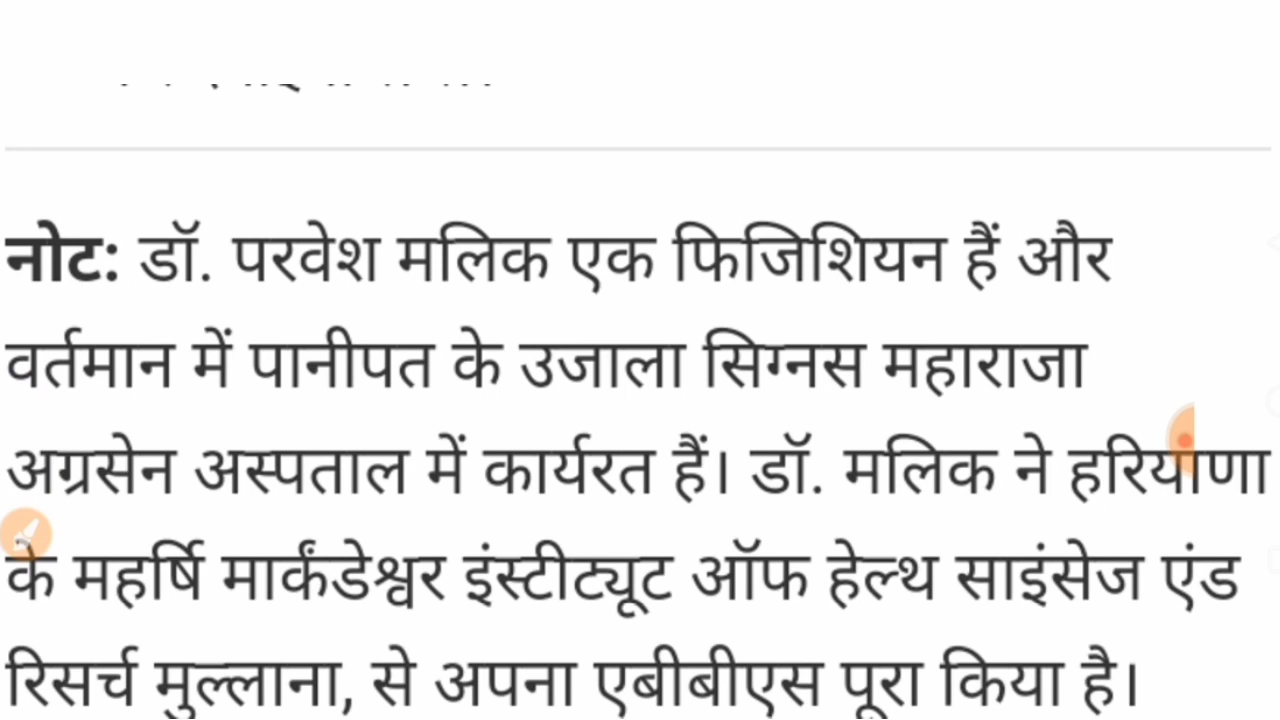 नोट: डॉ. परवेश मलिक एक फिजिशियन हैं और
वर्तमान में पानीपत के उजाला सिग्नस महाराजा
अग्रसेन अस्पताल में कार्यरत हैं। डॉ. मलिक ने हरियाणा
के महर्षि मार्कंडेश्वर इंस्टीट्यूट ऑफ हेल्थ साइंसेज एंड
रिसर्च मुल्लाना, से अपना एबीबीएस पूरा किया है।